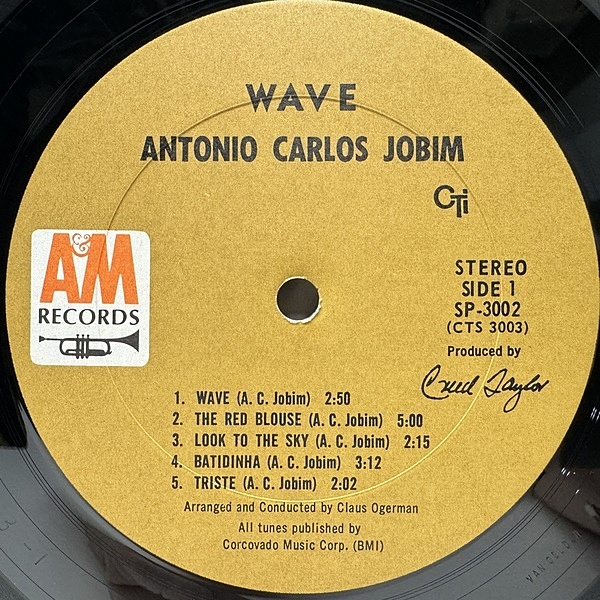 WAVE
ANTONIO CARLOS JOBIM
CTi
A&M
RECORDS
STEREO
SIDE 1
SP-3002
(CTS 3003)
Produced by
Creed Taylor
1. WAVE (A. C. Jobim) 2:50
2. THE RED BLOUSE (A. C. Jobim) 5:00
3. LOOK TO THE SKY (A. C. Jobim) 2:15
4. BATIDINHA (A. C. Jobim) 3:12
5. TRISTE (A. C. Jobim) 2:02
Arranged and Conducted by Claus Ogerman
All tunes published by
Corcovado Music Corp. (BMI)